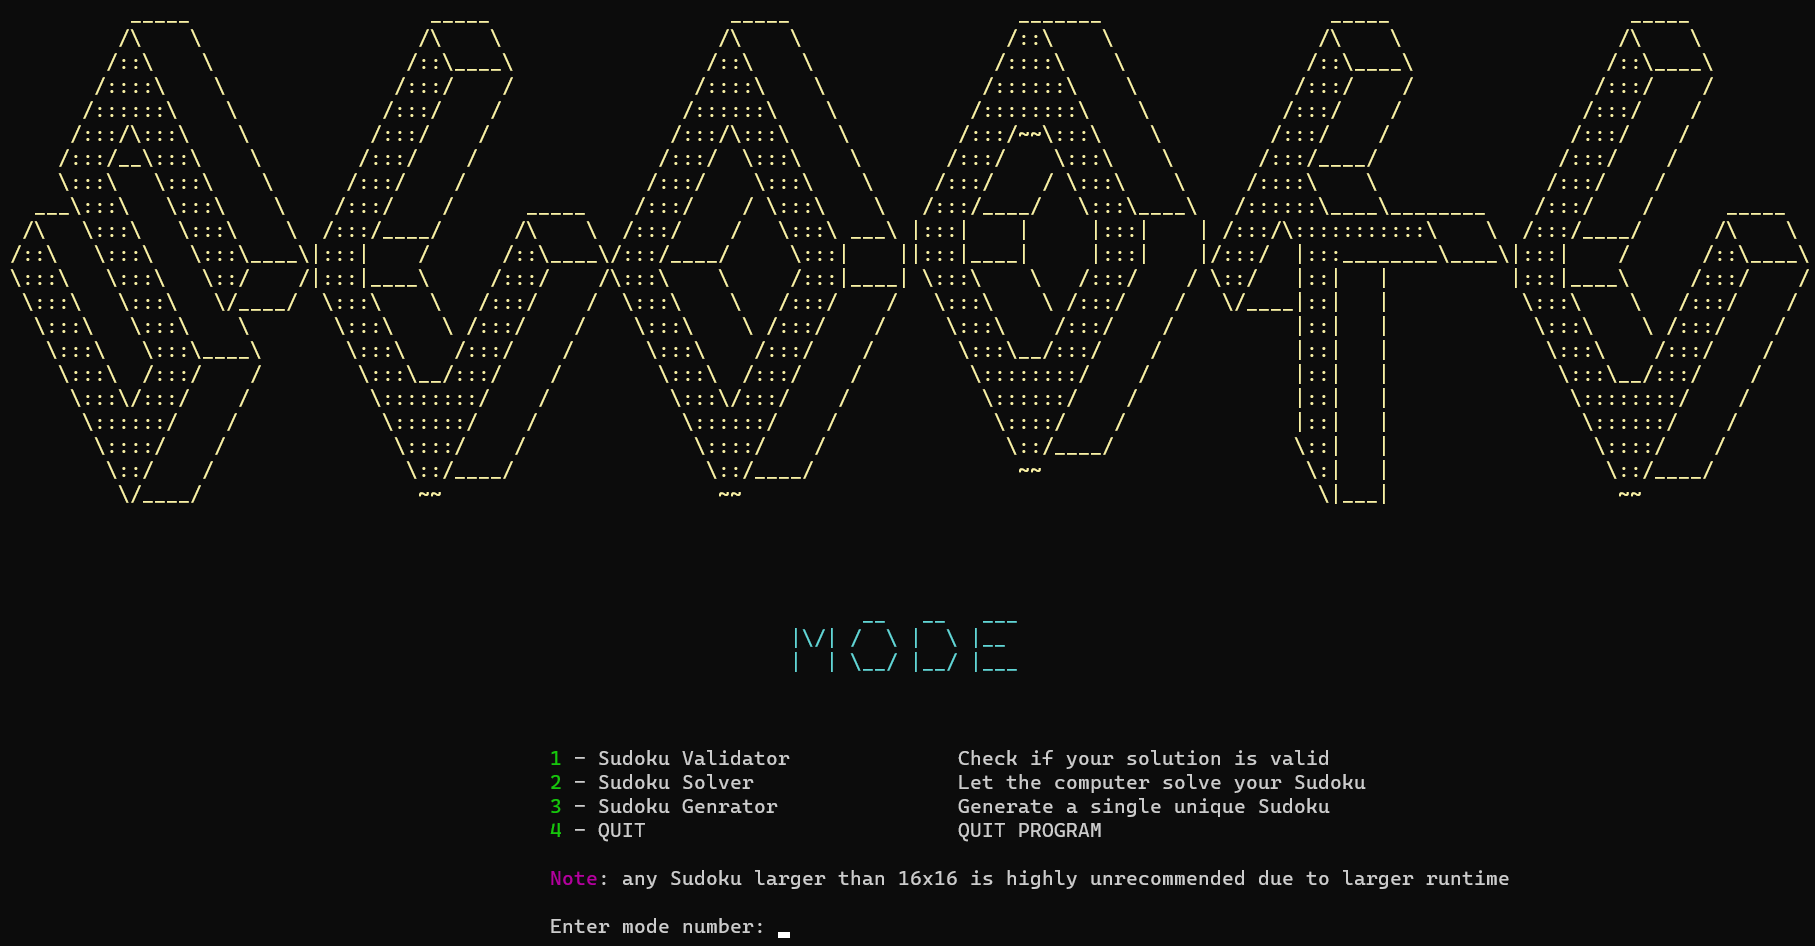 SUDOKU
MODE
1 - Sudoku Validator Check if your solution is valid
2 - Sudoku Solver Let the computer solve your Sudoku
3 - Sudoku Genrator Generate a single unique Sudoku
4 - QUIT QUIT PROGRAM
Note: any Sudoku larger than 16x16 is highly unrecommended due to larger runtime
Enter mode number: